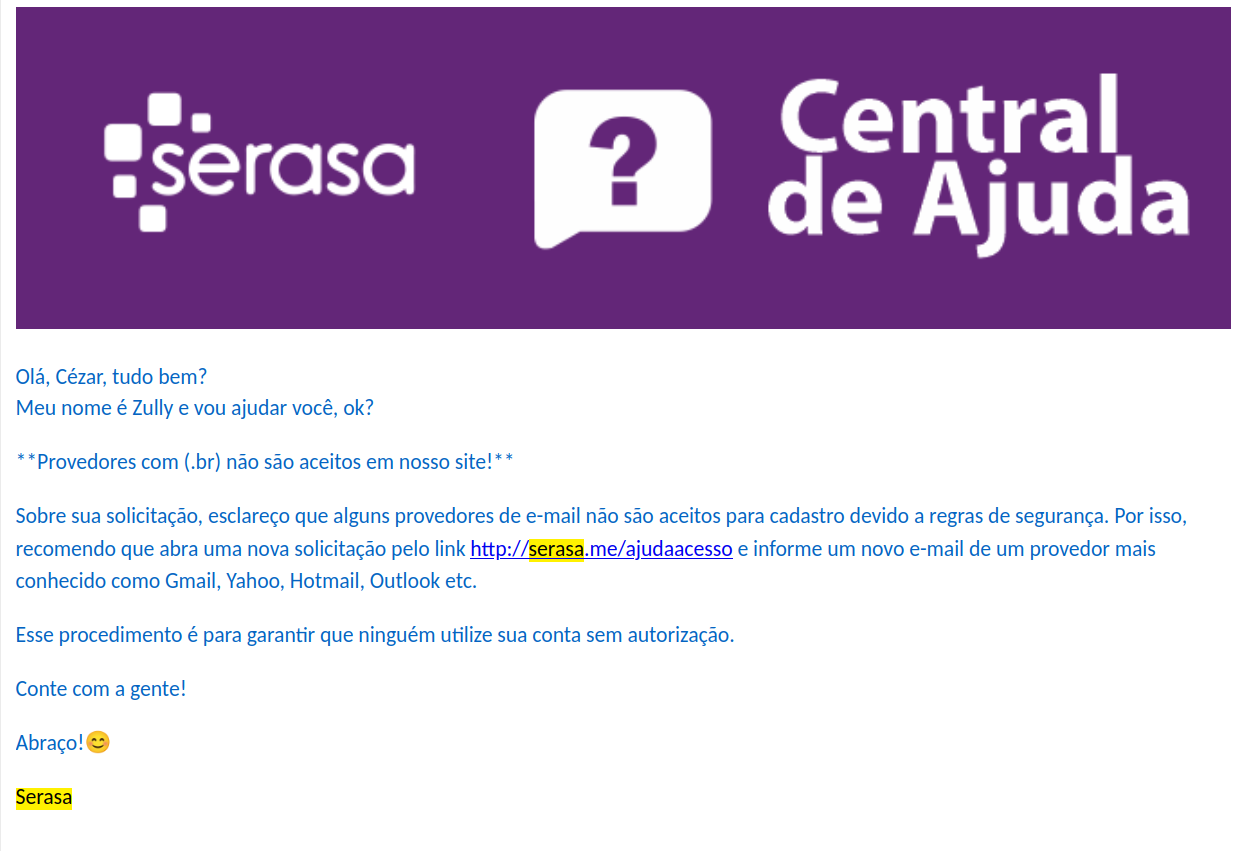 serasa
?
Central
de Ajuda
Olá, Cézar, tudo bem?
Meu nome é Zully e vou ajudar você, ok?
**Provedores com (.br) não são aceitos em nosso site!**
Sobre sua solicitação, esclareço que alguns provedores de e-mail não são aceitos para cadastro devido a regras de segurança. Por isso,
recomendo que abra uma nova solicitação pelo link http://serasa.me/ajudaacesso e informe um novo e-mail de um provedor mais
conhecido como Gmail, Yahoo, Hotmail, Outlook etc.
Esse procedimento é para garantir que ninguém utilize sua conta sem autorização.
Conte com a gente!
Abraço!😊
Serasa